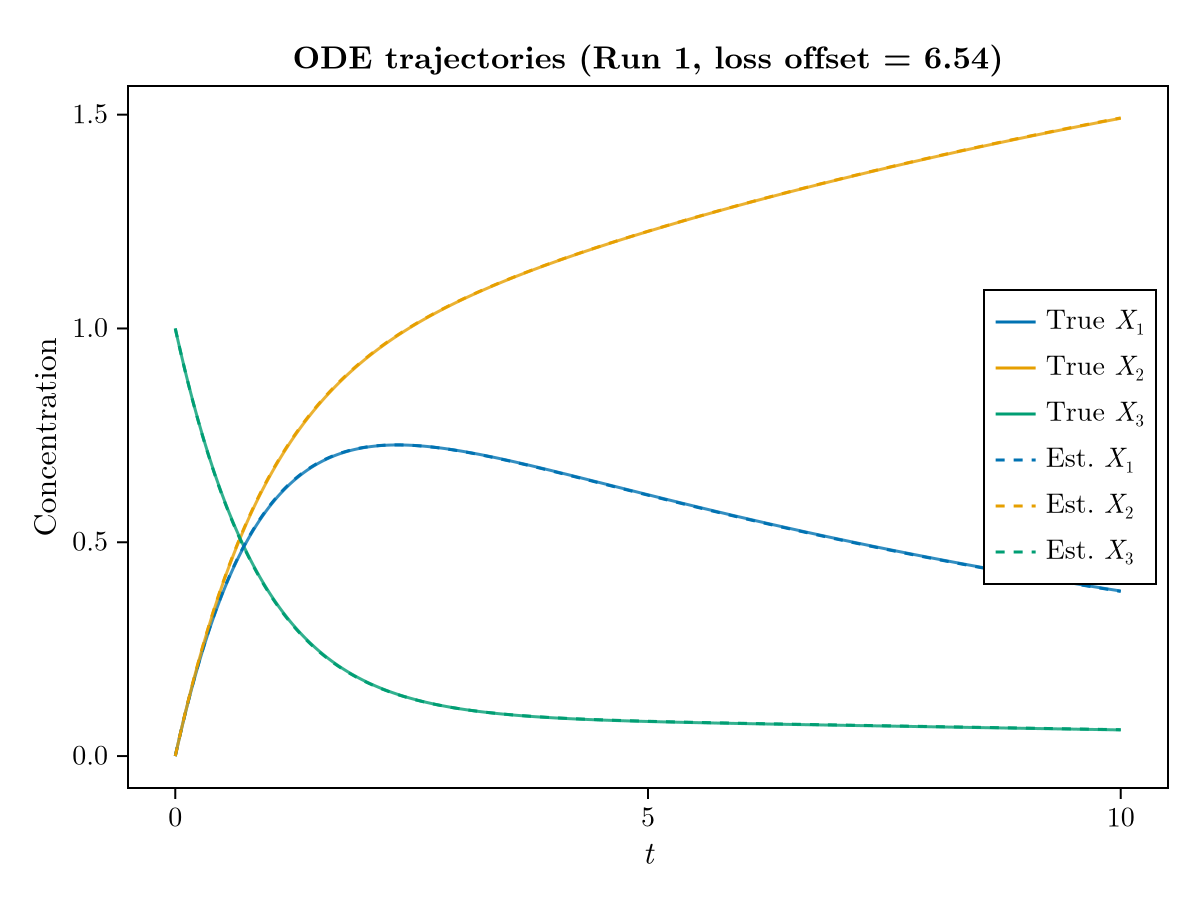 ODE trajectories (Run 1, loss offset = 6.54)
1.5
1.0
0.5
0.0
Concentration
True X₁
True X₂
True X₃
Est. X₁
Est. X₂
Est. X₃
0 5 10
t